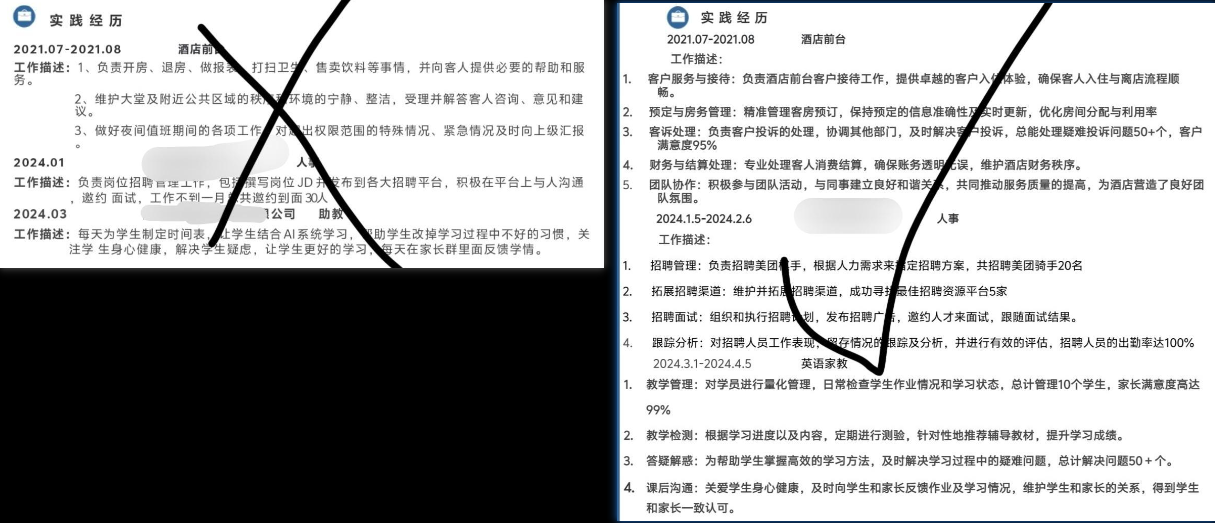 实践经历
2021.07-2021.08 酒店前台
工作描述：1、负责开房、退房、做报表、打扫卫生、售卖饮料等事情，并向客人提供必要的帮助和服
务。
2、维护大堂及附近公共区域的秩序和环境的宁静、整洁，受理并解答客人咨询、意见和建
议。
3、做好夜间值班期间的各项工作，对超出权限范围的特殊情况、紧急情况及时向上级汇报
。
2024.01 人事
工作描述：负责岗位招聘管理工作，包括撰写岗位JD并发布到各大招聘平台，积极在平台上与人沟通
，邀约 面试，工作不到一月 共邀约到面30人
2024.03 公司 助教
工作描述：每天为学生制定时间表，让学生结合AI系统学习，帮助学生改掉学习过程中不好的习惯，关
注学 生身心健康，解决学生疑虑，让学生更好的学习，每天在家长群里面反馈学情。
实践经历
2021.07-2021.08 酒店前台
工作描述：
1. 客户服务与接待：负责酒店前台客户接待工作，提供卓越的客户入住体验，确保客人入住与离店流程顺
畅。
2. 预定与房务管理：精准管理客房预订，保持预定的信息准确性及实时更新，优化房间分配与利用率
3. 客诉处理：负责客户投诉的处理，协调其他部门，及时解决客户投诉，总能处理疑难投诉问题50+个，客户
满意度95%
4. 财务与结算处理：专业处理客人消费结算，确保账务透明无误，维护酒店财务秩序。
5. 团队协作：积极参与团队活动，与同事建立良好和谐关系，共同推动服务质量的提高，为酒店营造了良好团
队氛围。
2024.1.5-2024.2.6 人事
工作描述：
1. 招聘管理：负责招聘美团骑手，根据人力需求来制定招聘方案，共招聘美团骑手20名
2. 拓展招聘渠道：维护并拓展招聘渠道，成功寻找最佳招聘资源平台5家
3. 招聘面试：组织和执行招聘计划，发布招聘广告，邀约人才来面试，跟随面试结果。
4. 跟踪分析：对招聘人员工作表现，留存情况的跟踪及分析，并进行有效的评估，招聘人员的出勤率达100%
2024.3.1-2024.4.5 英语家教
1. 教学管理：对学员进行量化管理，日常检查学生作业情况和学习状态，总计管理10个学生，家长满意度高达
99%
2. 教学检测：根据学习进度以及内容，定期进行测验，针对性地推荐辅导教材，提升学习成绩。
3. 答疑解惑：为帮助学生掌握高效的学习方法，及时解决学习过程中的疑难问题，总计解决问题50+个。
4. 课后沟通：关爱学生身心健康，及时向学生和家长反馈作业及学习情况，维护学生和家长的关系，得到学生
和家长一致认可。